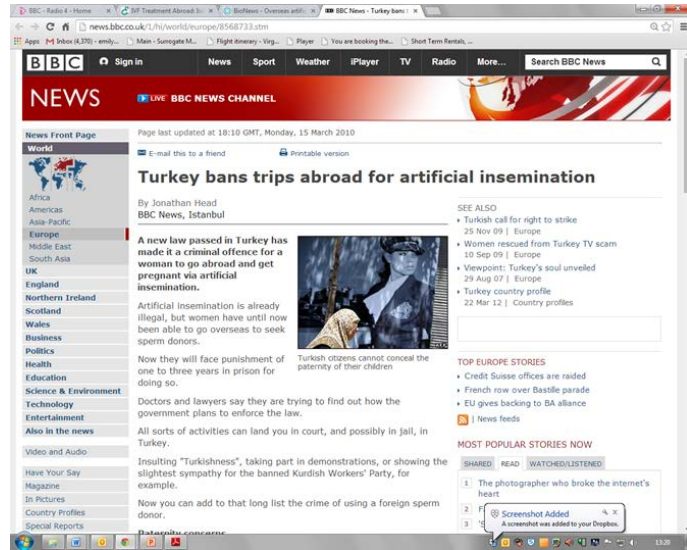 BBC - Radio 4 - Home
IVF Treatment Abroad:
BioNews - Overseas artific
BBC News - Turkey bans
news.bbc.co.uk/1/hi/world/europe/8568733.stm
Apps
M Inbox (4,370) - emily...
Main - Surrogate M...
Flight itinerary - Virg...
Player
You are booking the...
Short Term Rentals, ...
BBC
Sign in
News
Sport
Weather
iPlayer
TV
Radio
More...
Search BBC News
NEWS
LIVE BBC NEWS CHANNEL
News Front Page
World
Africa
Americas
Asia-Pacific
Europe
Middle East
South Asia
UK
England
Northern Ireland
Scotland
Wales
Business
Politics
Health
Education
Science & Environment
Technology
Entertainment
Also in the news
Video and Audio
Have Your Say
Magazine
In Pictures
Country Profiles
Special Reports
Page last updated at 18:10 GMT, Monday, 15 March 2010
E-mail this to a friend
Printable version
Turkey bans trips abroad for artificial insemination
By Jonathan Head
BBC News, Istanbul
A new law passed in Turkey has
made it a criminal offence for a
woman to go abroad and get
pregnant via artificial
insemination.
Artificial insemination is already
illegal, but women have until now
been able to go overseas to seek
sperm donors.
Now they will face punishment of
one to three years in prison for
doing so.
Turkish citizens cannot conceal the
paternity of their children
Doctors and lawyers say they are trying to find out how the
government plans to enforce the law.
All sorts of activities can land you in court, and possibly in jail, in
Turkey.
Insulting "Turkishness", taking part in demonstrations, or showing the
slightest sympathy for the banned Kurdish Workers' Party, for
example.
Now you can add to that long list the crime of using a foreign sperm
donor.
Paternity concerns
SEE ALSO
Turkish call for right to strike
25 Nov 09 | Europe
Women rescued from Turkey TV scam
10 Sep 09 | Europe
Viewpoint: Turkey's soul unveiled
29 Aug 07 | Europe
Turkey country profile
22 Mar 12 | Country profiles
TOP EUROPE STORIES
Credit Suisse offices are raided
French row over Bastille parade
EU gives backing to BA alliance
| News feeds
MOST POPULAR STORIES NOW
SHARED
READ
WATCHED/LISTENED
1 The photographer who broke the internet's
heart
2
3
Screenshot Added
A screenshot was added to your Dropbox.
13:20